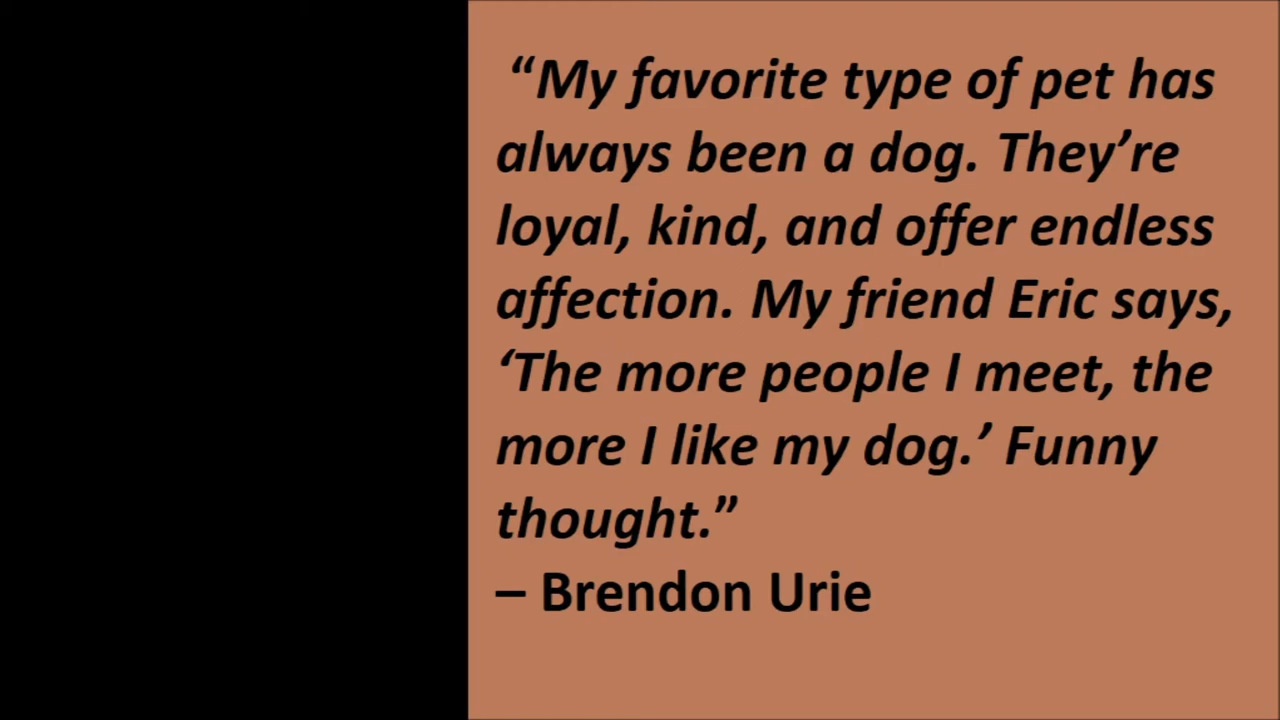 “My favorite type of pet has
always been a dog. They’re
loyal, kind, and offer endless
affection. My friend Eric says,
‘The more people I meet, the
more I like my dog.’ Funny
thought.”
– Brendon Urie